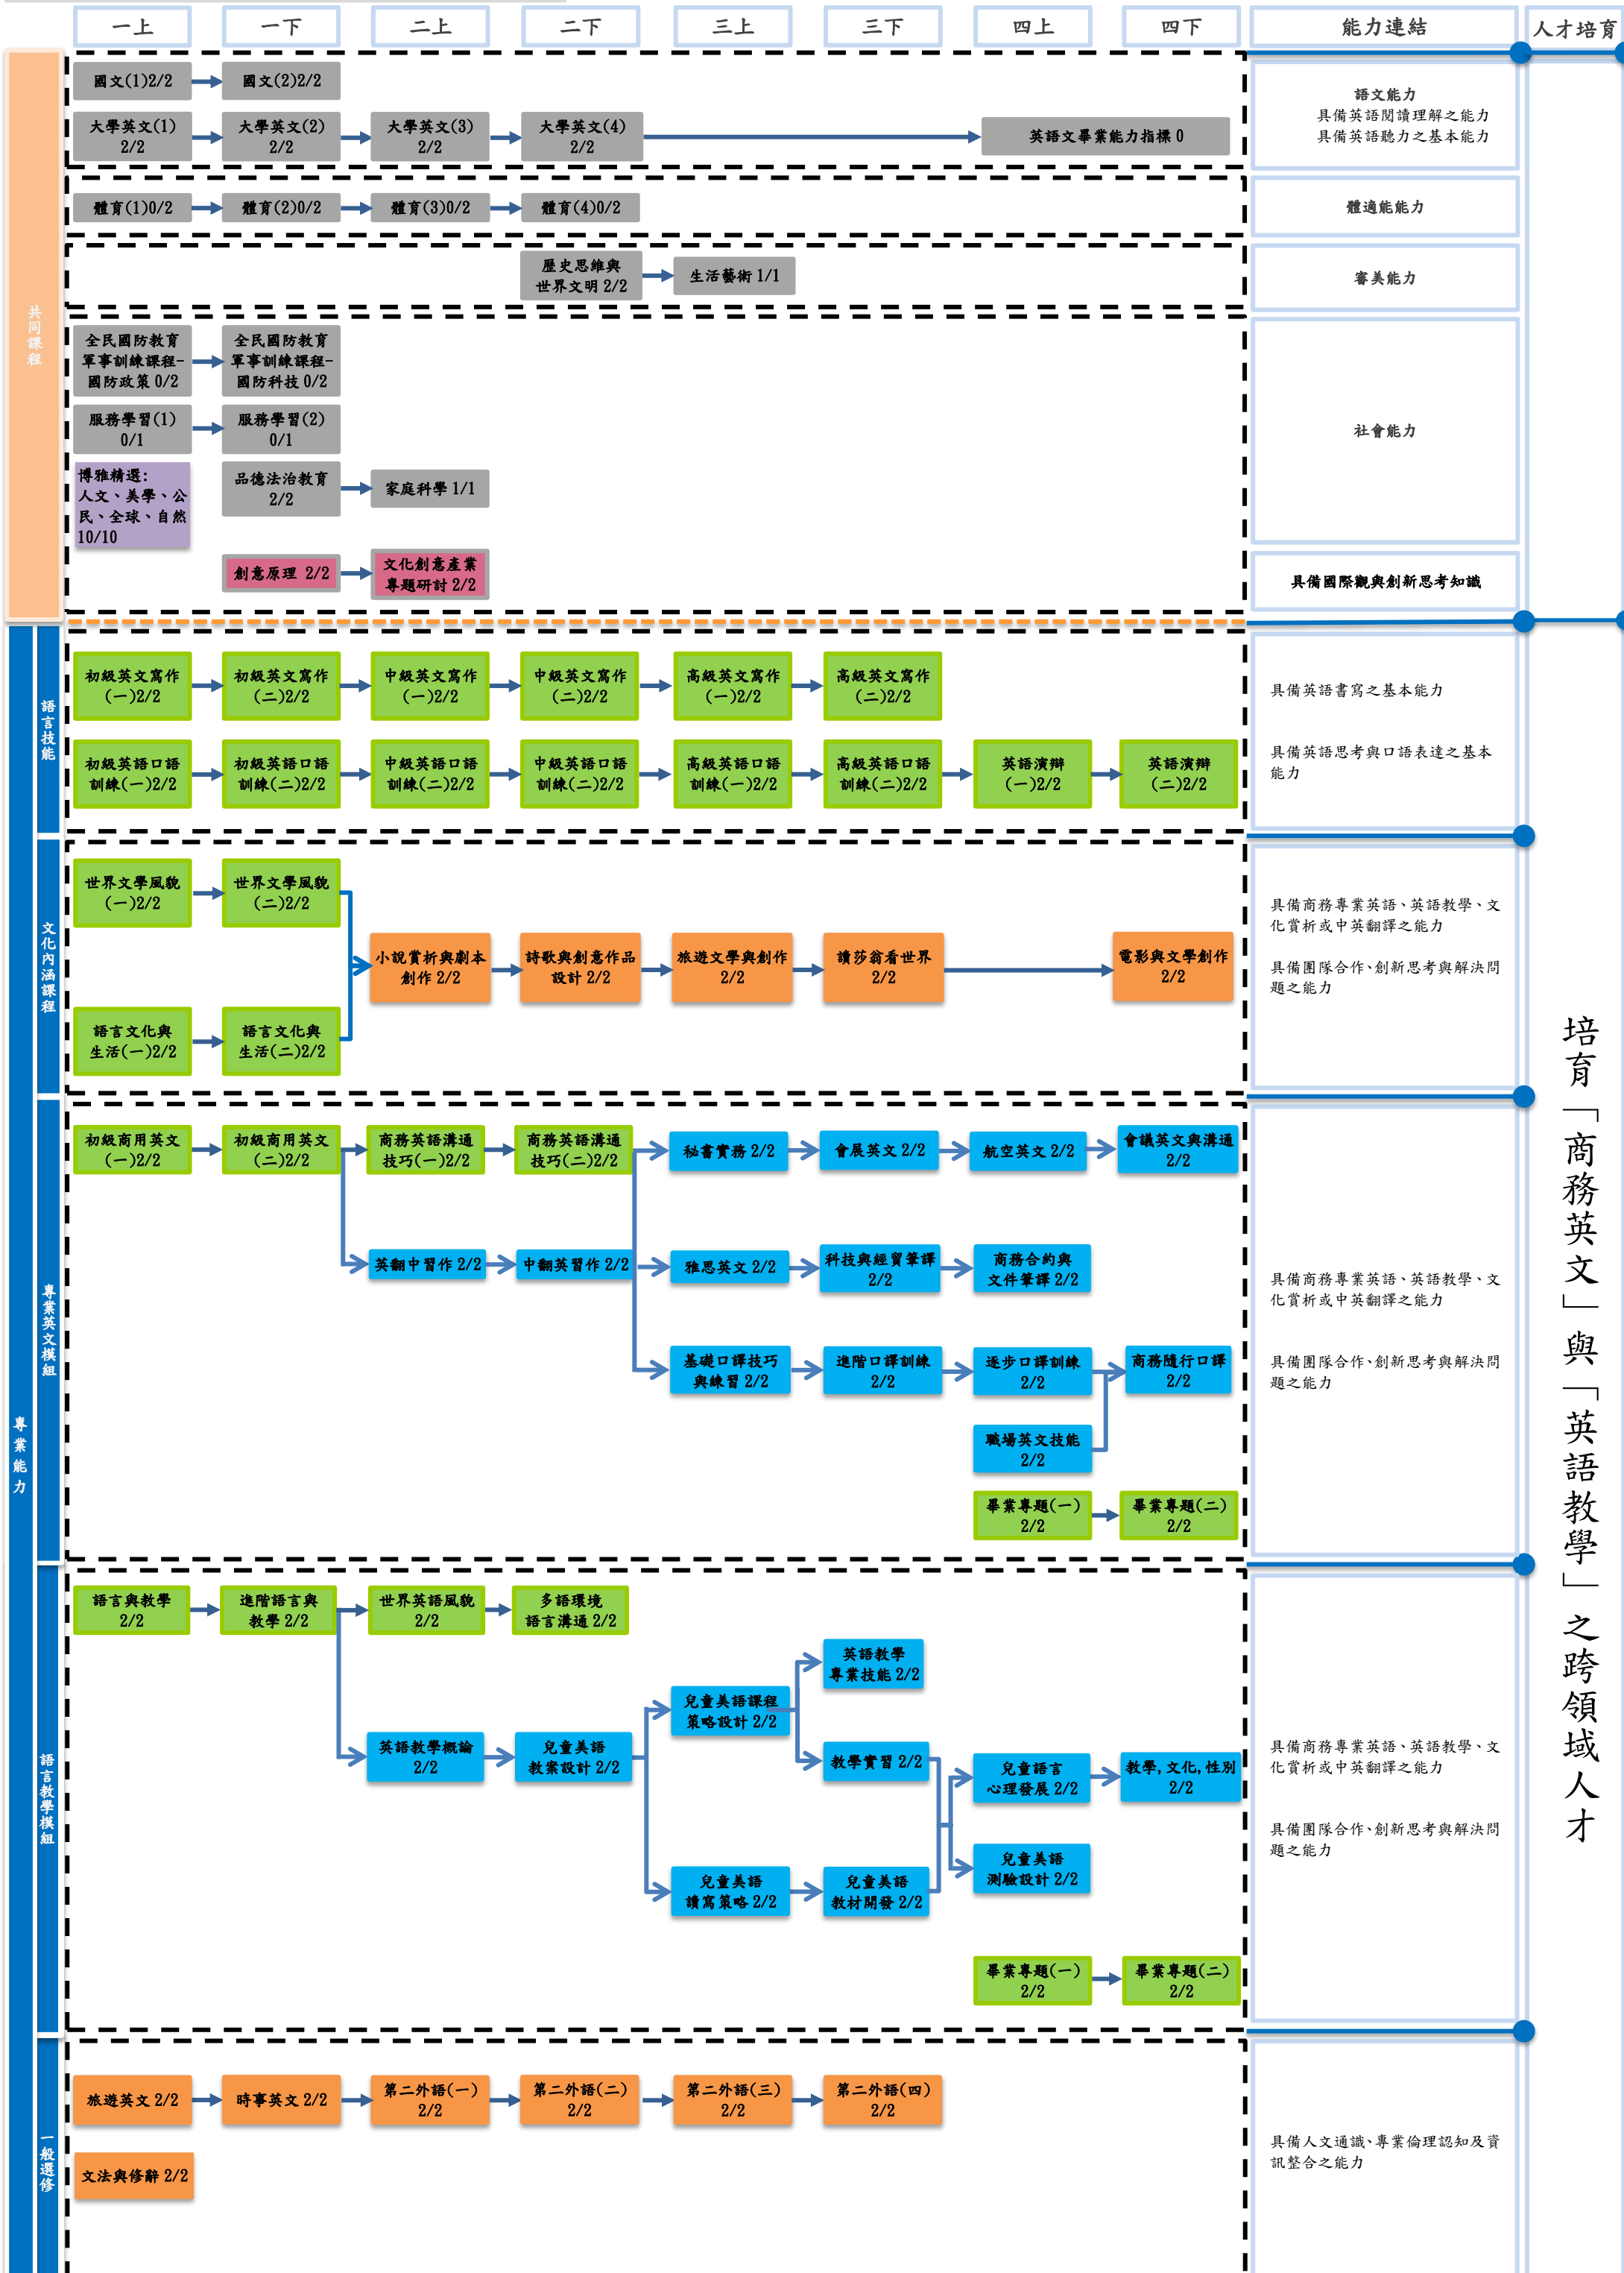 一上
一下
二上
二下
三上
三下
四上
四下
能力連結
人才培育
共同課程
國文(1)2/2
國文(2)2/2
大學英文(1)
2/2
大學英文(2)
2/2
大學英文(3)
2/2
大學英文(4)
2/2
英語文畢業能力指標 0
語文能力
具備英語閱讀理解之能力
具備英語聽力之基本能力
體育(1)0/2
體育(2)0/2
體育(3)0/2
體育(4)0/2
體適能能力
歷史思維與
世界文明 2/2
生活藝術 1/1
審美能力
全民國防教育
軍事訓練課程-
國防政策 0/2
全民國防教育
軍事訓練課程-
國防科技 0/2
服務學習(1)
0/1
服務學習(2)
0/1
博雅精選:
人文、美學、公
民、全球、自然
10/10
品德法治教育
2/2
家庭科學 1/1
社會能力
創意原理 2/2
文化創意產業
專題研討 2/2
具備國際觀與創新思考知識
專業能力
語言技能
初級英文寫作
(一)2/2
初級英文寫作
(二)2/2
中級英文寫作
(一)2/2
中級英文寫作
(二)2/2
高級英文寫作
(一)2/2
高級英文寫作
(二)2/2
具備英語書寫之基本能力
初級英語口語
訓練(一)2/2
初級英語口語
訓練(二)2/2
中級英語口語
訓練(二)2/2
中級英語口語
訓練(二)2/2
高級英語口語
訓練(一)2/2
高級英語口語
訓練(二)2/2
英語演辯
(一)2/2
英語演辯
(二)2/2
具備英語思考與口語表達之基本
能力
文化內涵課程
世界文學風貌
(一)2/2
世界文學風貌
(二)2/2
小說賞析與劇本
創作 2/2
詩歌與創意作品
設計 2/2
旅遊文學與創作
2/2
讀莎翁看世界
2/2
電影與文學創作
2/2
語言文化與
生活(一)2/2
語言文化與
生活(二)2/2
具備商務專業英語、英語教學、文
化賞析或中英翻譯之能力
具備團隊合作、創新思考與解決問
題之能力
專業英文模組
初級商用英文
(一)2/2
初級商用英文
(二)2/2
商務英語溝通
技巧(一)2/2
商務英語溝通
技巧(二)2/2
秘書實務 2/2
會展英文 2/2
航空英文 2/2
會議英文與溝通
2/2
英翻中習作 2/2
中翻英習作 2/2
雅思英文 2/2
科技與經貿筆譯
2/2
商務合約與
文件筆譯 2/2
基礎口譯技巧
與練習 2/2
進階口譯訓練
2/2
逐步口譯訓練
2/2
商務隨行口譯
2/2
職場英文技能
2/2
畢業專題(一)
2/2
畢業專題(二)
2/2
具備商務專業英語、英語教學、文
化賞析或中英翻譯之能力
具備團隊合作、創新思考與解決問
題之能力
語言教學模組
語言與教學
2/2
進階語言與
教學 2/2
世界英語風貌
2/2
多語環境
語言溝通 2/2
英語教學
專業技能 2/2
兒童美語課程
策略設計 2/2
英語教學概論
2/2
兒童美語
教案設計 2/2
教學實習 2/2
兒童語言
心理發展 2/2
教學,文化,性別
2/2
兒童美語
讀寫策略 2/2
兒童美語
教材開發 2/2
兒童美語
測驗設計 2/2
畢業專題(一)
2/2
畢業專題(二)
2/2
具備商務專業英語、英語教學、文
化賞析或中英翻譯之能力
具備團隊合作、創新思考與解決問
題之能力
一般選修
旅遊英文 2/2
時事英文 2/2
第二外語(一)
2/2
第二外語(二)
2/2
第二外語(三)
2/2
第二外語(四)
2/2
文法與修辭 2/2
具備人文通識、專業倫理認知及資
訊整合之能力
培育「商務英文」與「英語教學」之跨領域人才